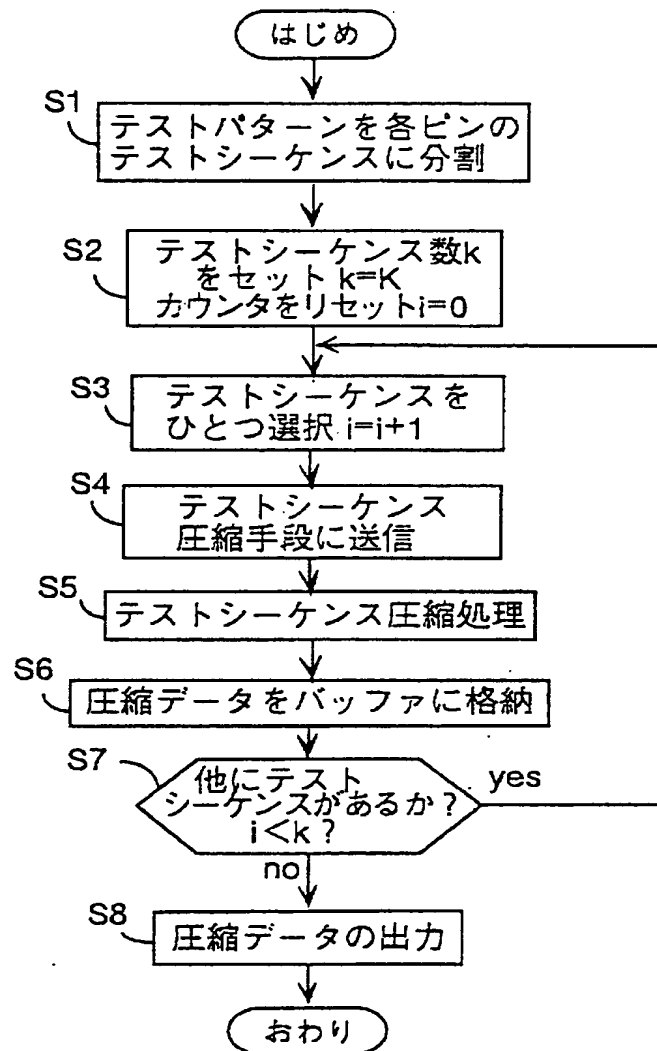 はじめ
S1
テストパターンを各ピンの
テストシーケンスに分割
S2
テストシーケンス数k
をセット k=K
カウンタをリセットi=0
S3
テストシーケンスを
ひとつ選択 i=i+1
S4
テストシーケンス
圧縮手段に送信
S5
テストシーケンス圧縮処理
S6
圧縮データをバッファに格納
S7
他にテスト
シーケンスがあるか?
i<k?
yes
no
S8
圧縮データの出力
おわり